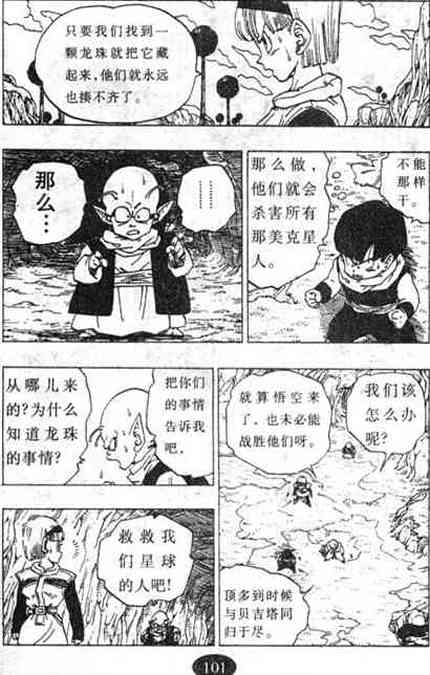 只要我们找到一
颗龙珠就把它藏
起来,他们就永远
也揍不齐了。
不能
那样
干。
那么做,
他们就会
杀害所有
那美克星
人。
………
那么…
我们该
怎么办
呢?
就算悟空来
了,也未必能
战胜他们呀。
顶多到时候
与贝吉塔同
归于尽。
把你们
的事情
告诉我
吧,
从哪儿来
的?为什么
知道龙珠
的事情?
救救我
们星球
的人吧!
101